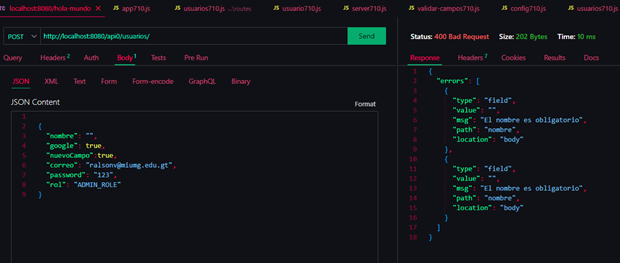 localhost:8080/hola-mundo × JS app710.js JS usuarios710.js ...\routes JS usuario710.js JS server710.js JS validar-campos710.js JS config710.js JS usuarios710.js
POST http://localhost:8080/api0/usuarios/ Send
Query Headers 2 Auth Body 1 Tests Pre Run
JSON XML Text Form Form-encode GraphQL Binary
JSON Content Format
1
2 {
3 "nombre": "",
4 "google": true,
5 "nuevoCampo":true,
6 "correo": "ralsonv@miumg.edu.gt",
7 "password": "123",
8 "rol": "ADMIN_ROLE"
9 }
Status: 400 Bad Request Size: 202 Bytes Time: 10 ms
Response Headers 7 Cookies Results Docs
1 {
2 "errors": [
3 {
4 "type": "field",
5 "value": "",
6 "msg": "El nombre es obligatorio",
7 "path": "nombre",
8 "location": "body"
9 },
10 {
11 "type": "field",
12 "value": "",
13 "msg": "El nombre es obligatorio",
14 "path": "nombre",
15 "location": "body"
16 }
17 ]
18 }